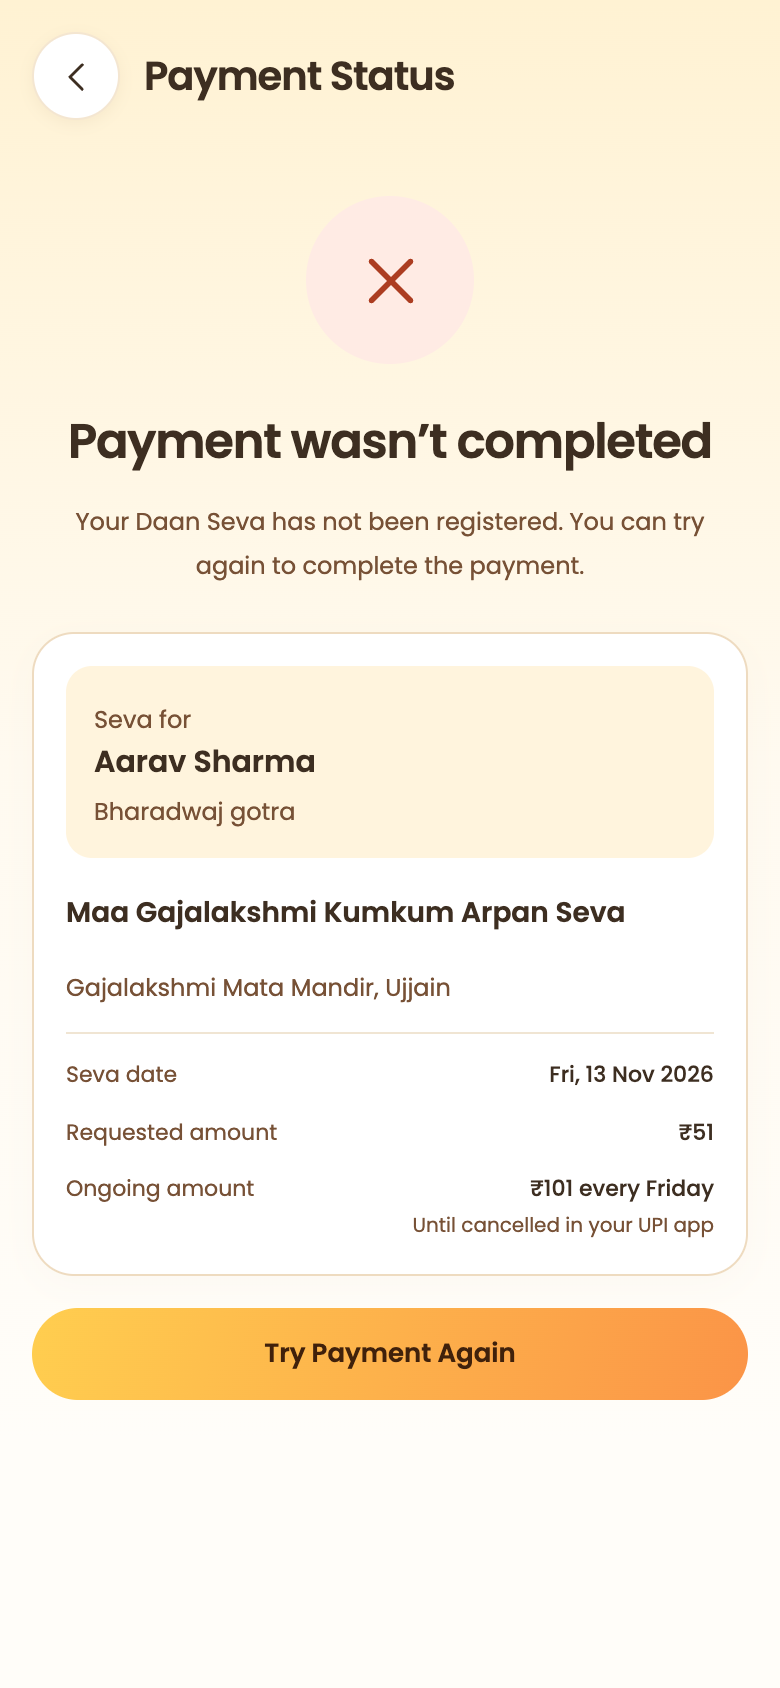 Payment Status
Payment wasn’t completed
Your Daan Seva has not been registered. You can try
again to complete the payment.
Seva for
Aarav Sharma
Bharadwaj gotra
Maa Gajalakshmi Kumkum Arpan Seva
Gajalakshmi Mata Mandir, Ujjain
Seva date Fri, 13 Nov 2026
Requested amount ₹51
Ongoing amount ₹101 every Friday
Until cancelled in your UPI app
Try Payment Again